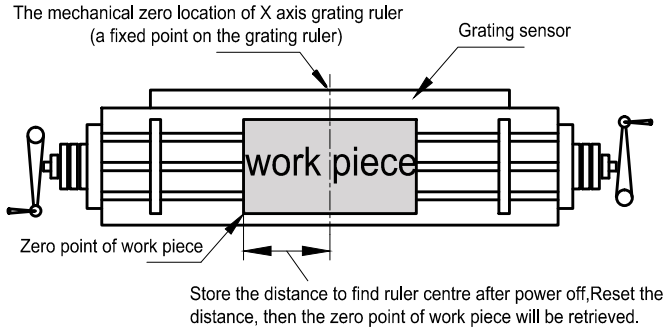 The mechanical zero location of X axis grating ruler
(a fixed point on the grating ruler)
Grating sensor
work piece
Zero point of work piece
Store the distance to find ruler centre after power off,Reset the
distance, then the zero point of work piece will be retrieved.